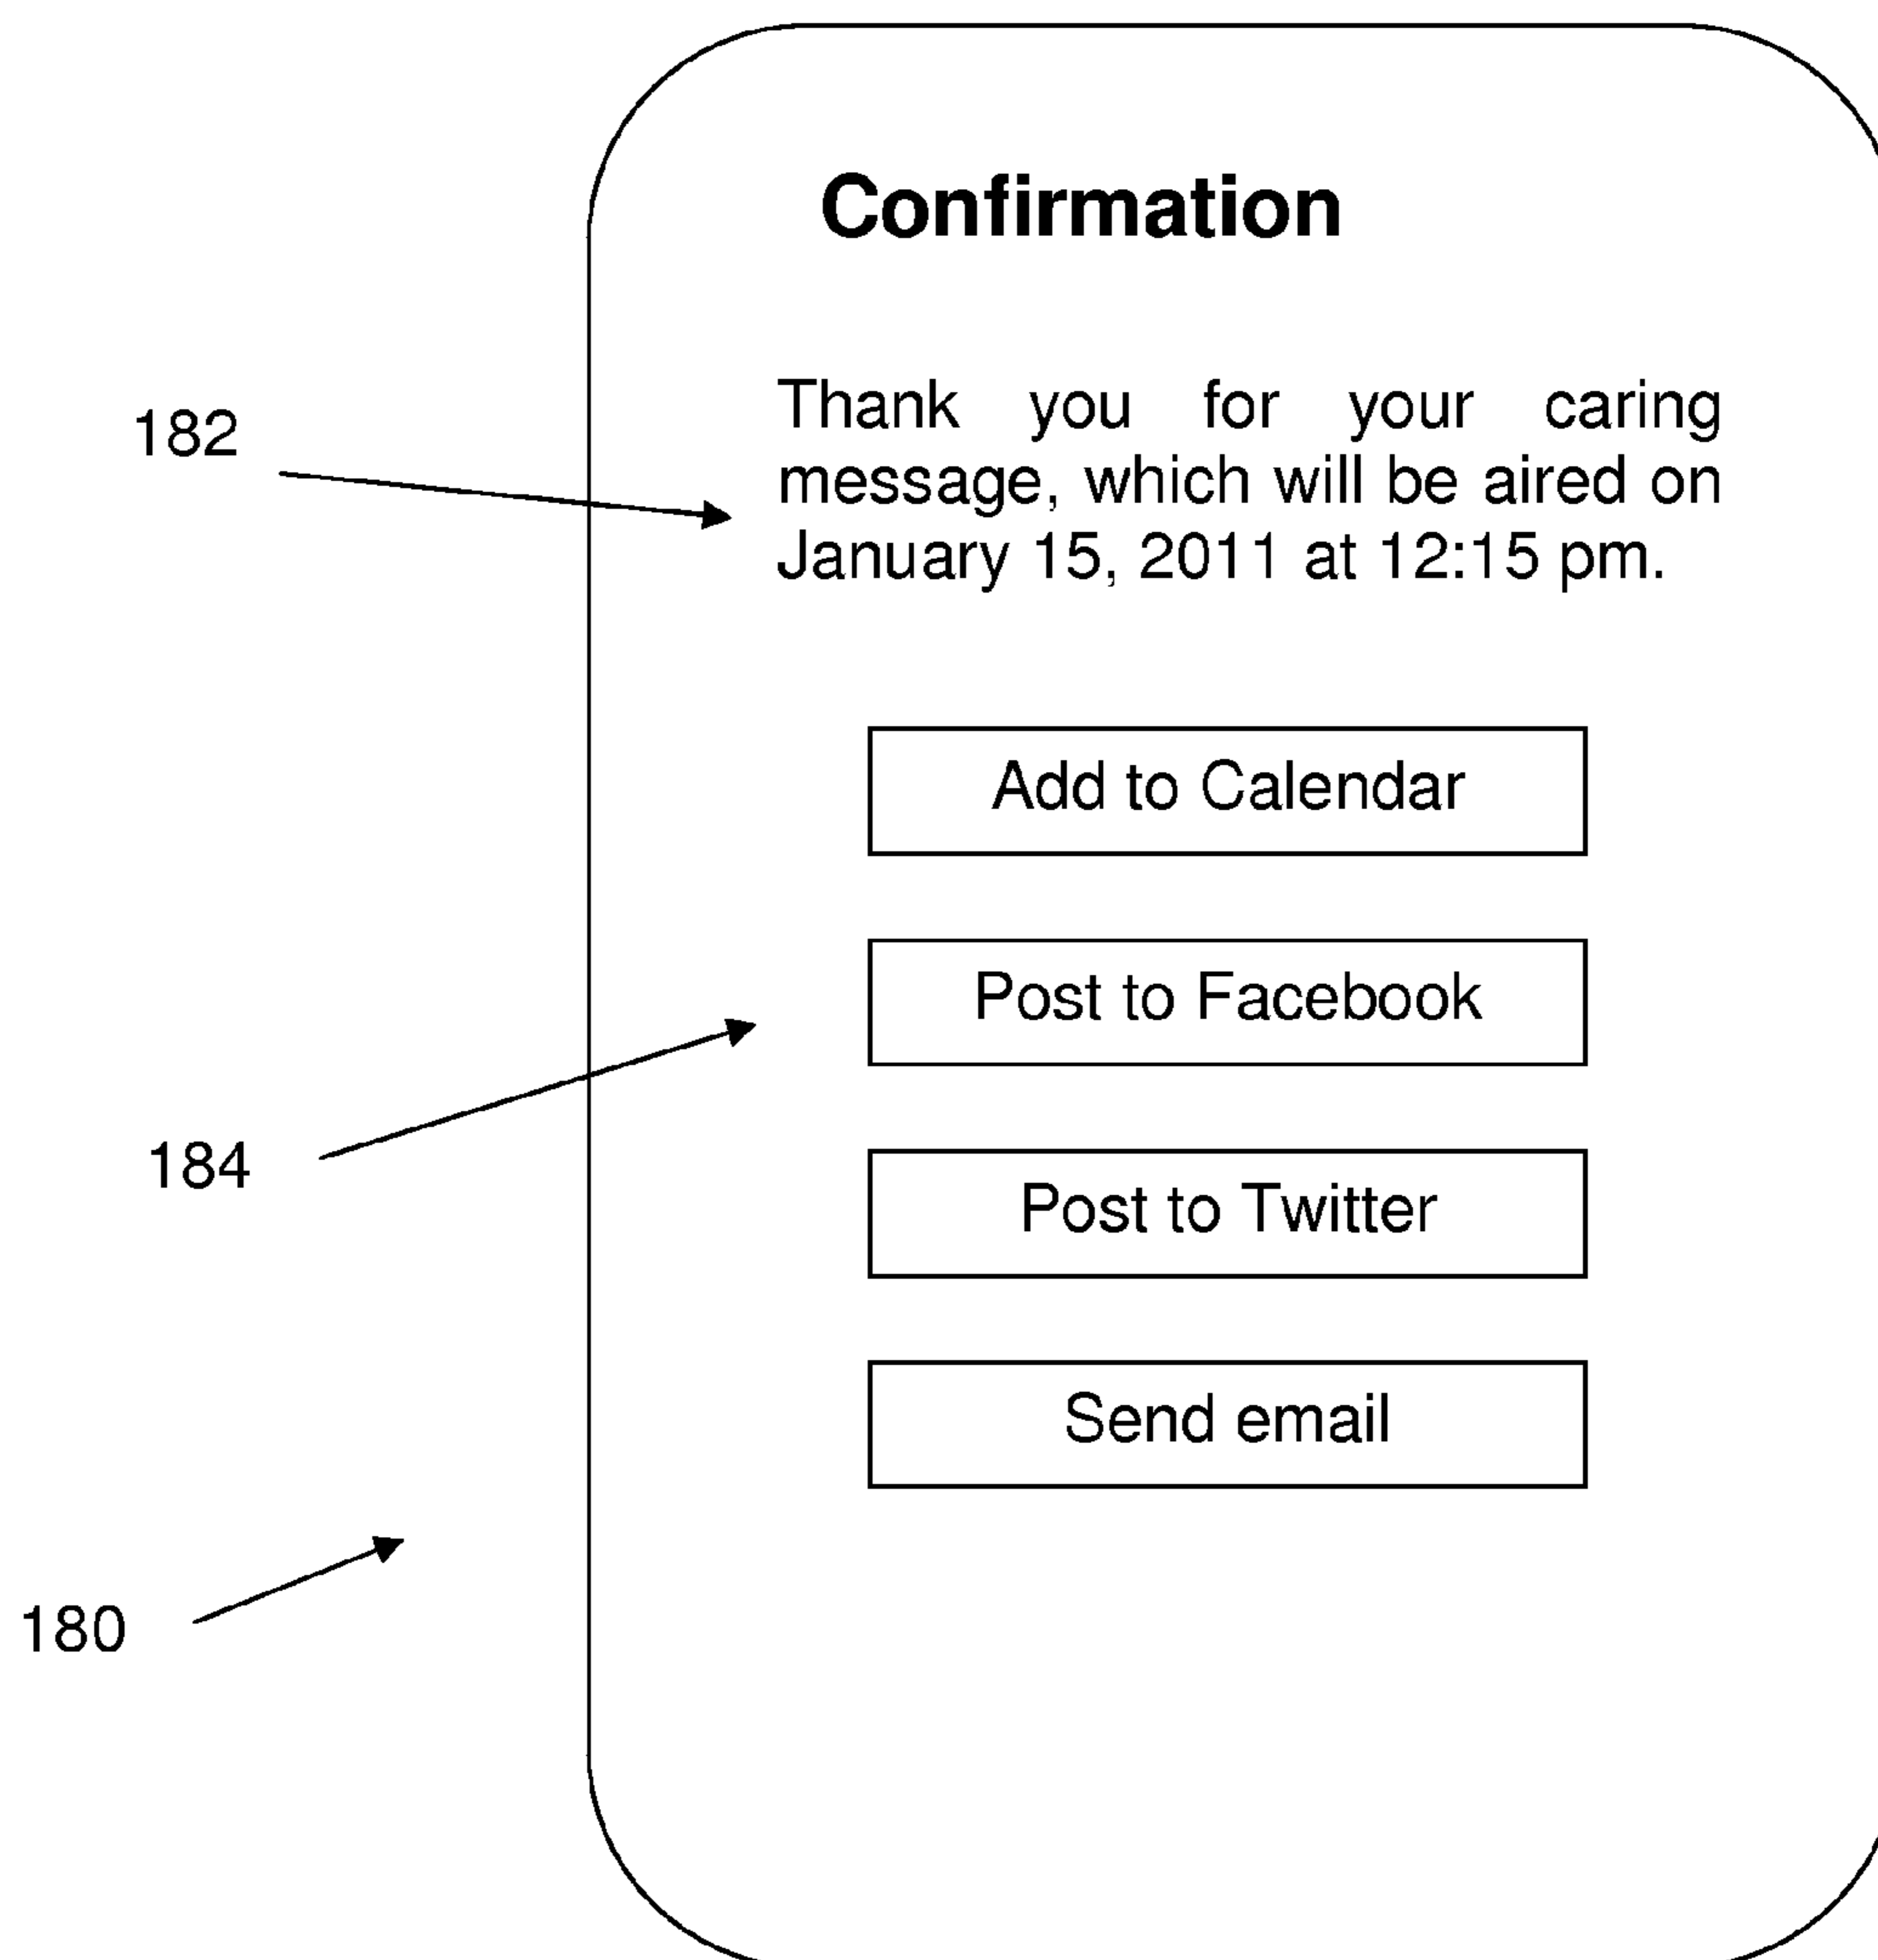 Confirmation
182
Thank you for your caring
message, which will be aired on
January 15, 2011 at 12:15 pm.
Add to Calendar
Post to Facebook
184
Post to Twitter
Send email
180